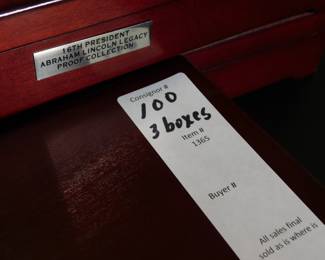 16TH PRESIDENT
ABRAHAM LINCOLN LEGACY
PROOF COLLECTION
Consignor #
100
3 boxes
Item #
1365
Buyer #
All sales final
sold as is where is